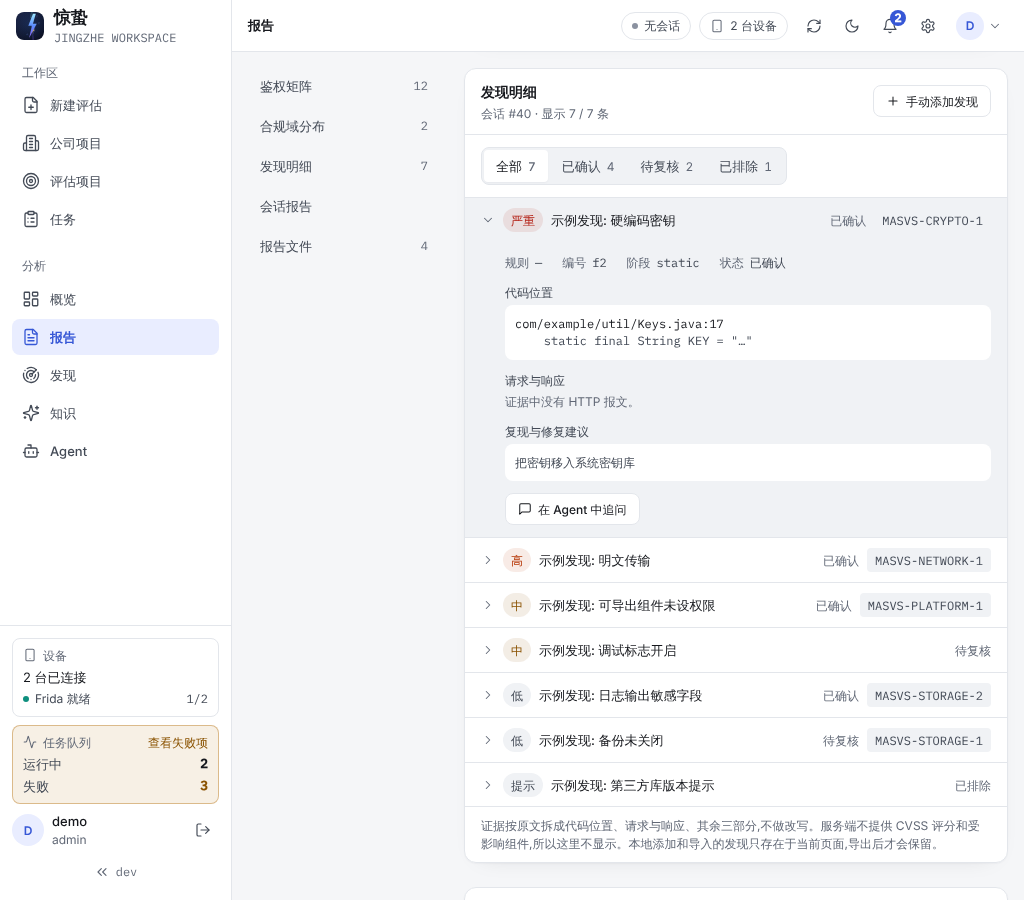 惊蛰
JINGZHE WORKSPACE
工作区
新建评估
公司项目
评估项目
任务
分析
概览
报告
发现
知识
Agent
设备
2 台已连接
Frida 就绪 1/2
任务队列 查看失败项
运行中 2
失败 3
D
demo
admin
dev
报告
无会话
2 台设备
2
D
鉴权矩阵 12
合规域分布 2
发现明细 7
会话报告
报告文件 4
发现明细
会话 #40 · 显示 7 / 7 条
手动添加发现
全部 7 已确认 4 待复核 2 已排除 1
严重 示例发现: 硬编码密钥 已确认 MASVS-CRYPTO-1
规则 — 编号 f2 阶段 static 状态 已确认
代码位置
com/example/util/Keys.java:17
static final String KEY = "…"
请求与响应
证据中没有 HTTP 报文。
复现与修复建议
把密钥移入系统密钥库
在 Agent 中追问
高 示例发现: 明文传输 已确认 MASVS-NETWORK-1
中 示例发现: 可导出组件未设权限 已确认 MASVS-PLATFORM-1
中 示例发现: 调试标志开启 待复核
低 示例发现: 日志输出敏感字段 已确认 MASVS-STORAGE-2
低 示例发现: 备份未关闭 待复核 MASVS-STORAGE-1
提示 示例发现: 第三方库版本提示 已排除
证据按原文拆成代码位置、请求与响应、其余三部分,不做改写。服务端不提供 CVSS 评分和受
影响组件,所以这里不显示。本地添加和导入的发现只存在于当前页面,导出后才会保留。